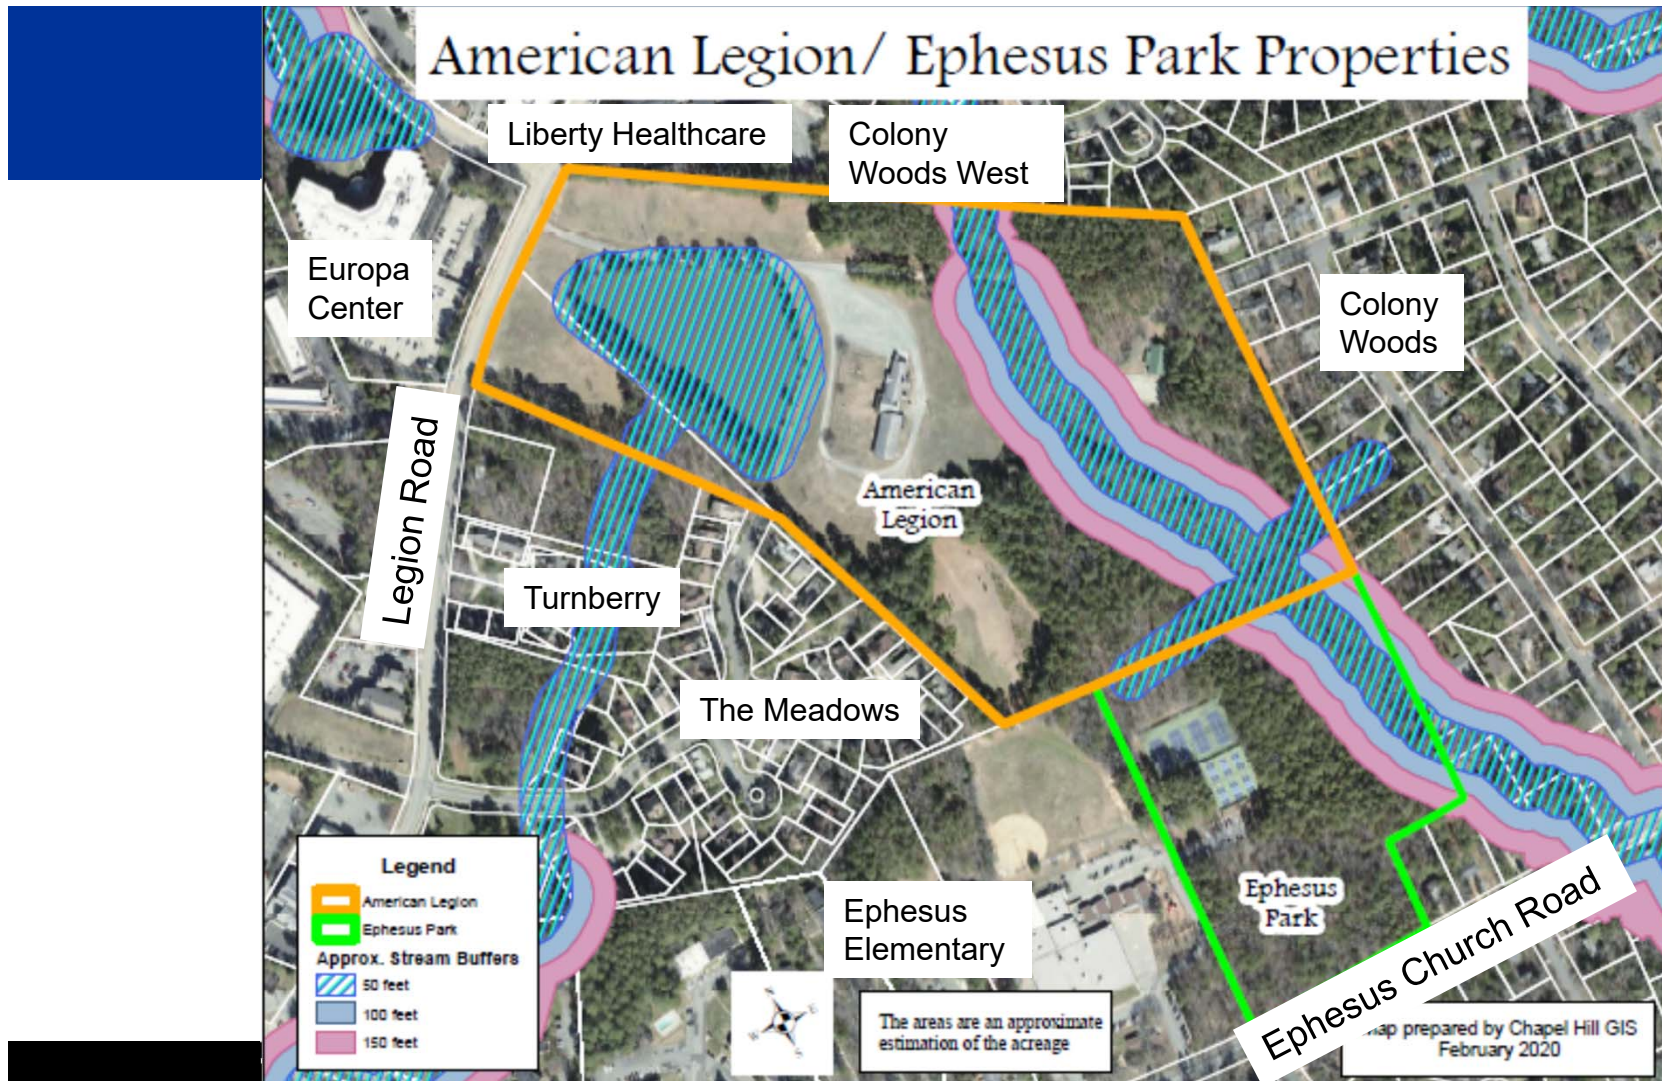 American Legion/ Ephesus Park Properties
Liberty Healthcare
Colony
Woods West
Europa
Center
Colony
Woods
Legion Road
American
Legion
Turnberry
The Meadows
Ephesus
Elementary
Ephesus
Park
Ephesus Church Road
Legend
American Legion
Ephesus Park
Approx. Stream Buffers
50 feet
100 feet
150 feet
The areas are an approximate
estimation of the acreage
prepared by Chapel Hill GIS
February 2020